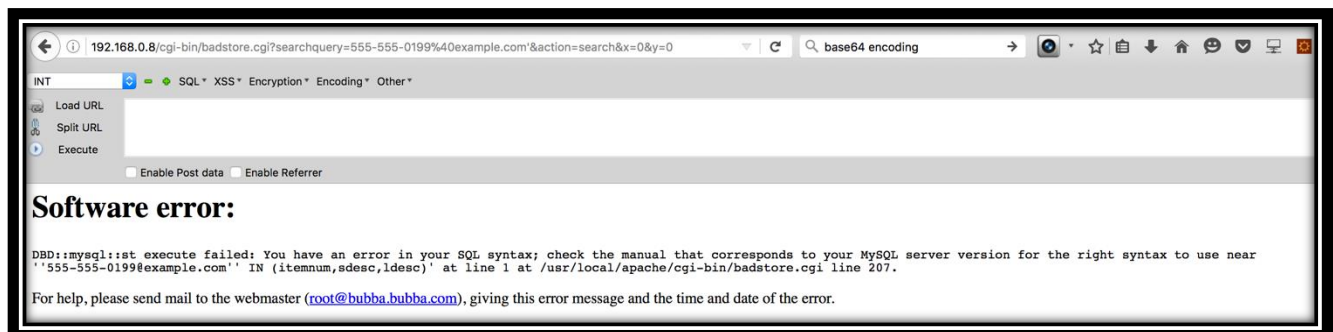 192.168.0.8/cgi-bin/badstore.cgi?searchquery=555-555-0199%40example.com'&action=search&x=0&y=0
base64 encoding
INT
SQL XSS Encryption Encoding Other
Load URL
Split URL
Execute
Enable Post data Enable Referrer
Software error:
DBD::mysql::st execute failed: You have an error in your SQL syntax; check the manual that corresponds to your MySQL server version for the right syntax to use near
''555-555-0199@example.com'' IN (itemnum,sdesc,ldesc)' at line 1 at /usr/local/apache/cgi-bin/badstore.cgi line 207.
For help, please send mail to the webmaster (root@bubba.bubba.com), giving this error message and the time and date of the error.